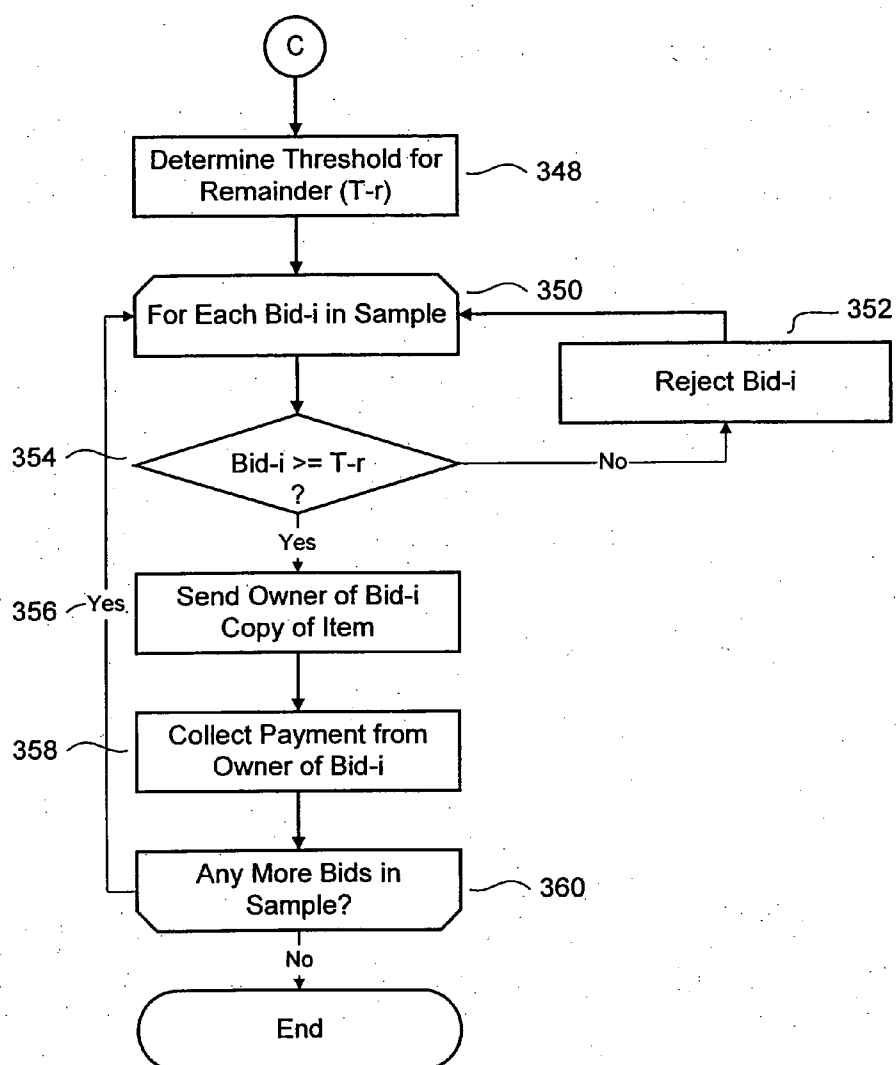 C
Determine Threshold for
Remainder (T-r)
348
For Each Bid-i in Sample
350
352
Reject Bid-i
354
Bid-i >= T-r
?
No
Yes
356
Yes
Send Owner of Bid-i
Copy of Item
358
Collect Payment from
Owner of Bid-i
Any More Bids in
Sample?
360
No
End